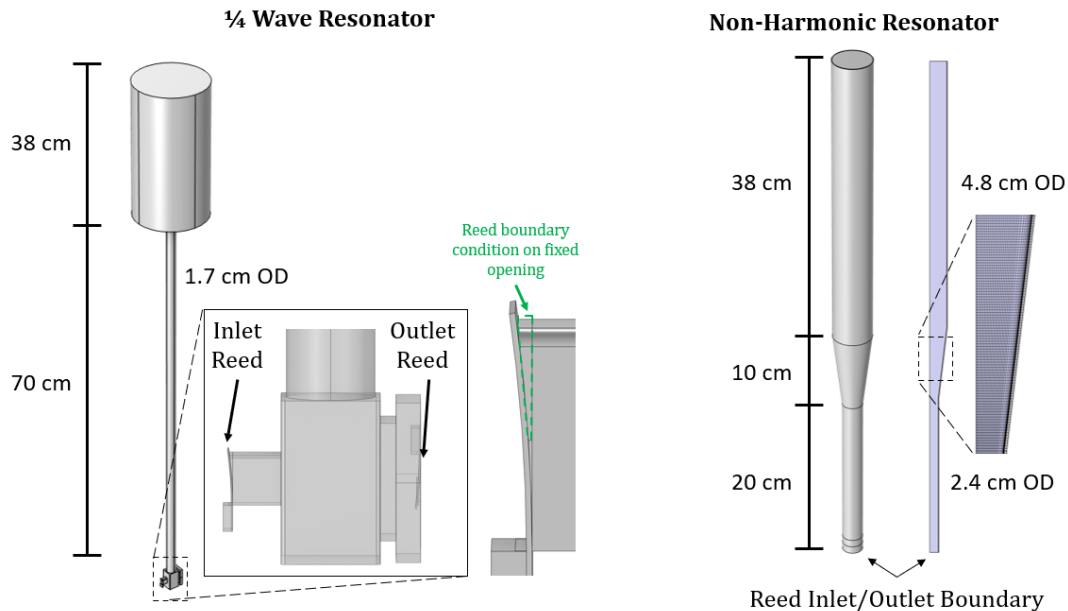 ¼ Wave Resonator
38 cm
1.7 cm OD
70 cm
Inlet
Reed
Outlet
Reed
Reed boundary
condition on fixed
opening
Non-Harmonic Resonator
38 cm
4.8 cm OD
10 cm
20 cm
2.4 cm OD
Reed Inlet/Outlet Boundary